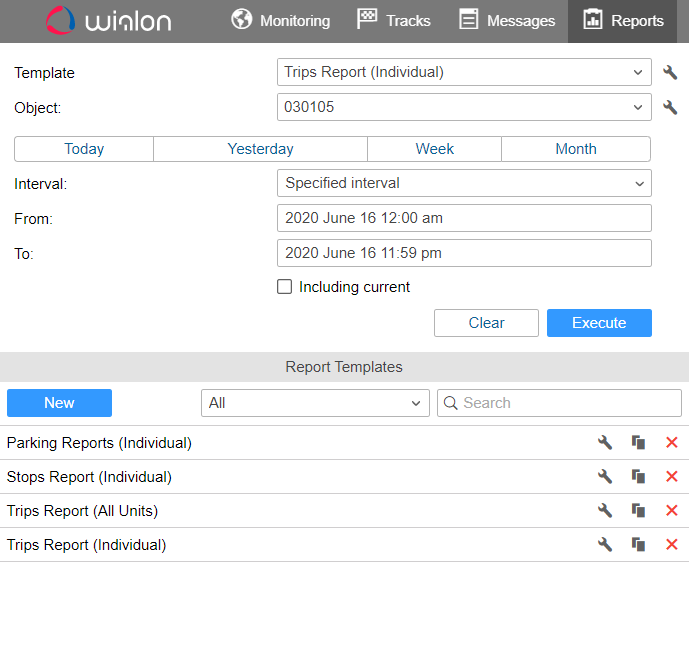 wialon Monitoring Tracks Messages Reports
Template Trips Report (Individual)
Object: 030105
Today Yesterday Week Month
Interval: Specified interval
From: 2020 June 16 12:00 am
To: 2020 June 16 11:59 pm
Including current
Clear Execute
Report Templates
New All Search
Parking Reports (Individual)
Stops Report (Individual)
Trips Report (All Units)
Trips Report (Individual)